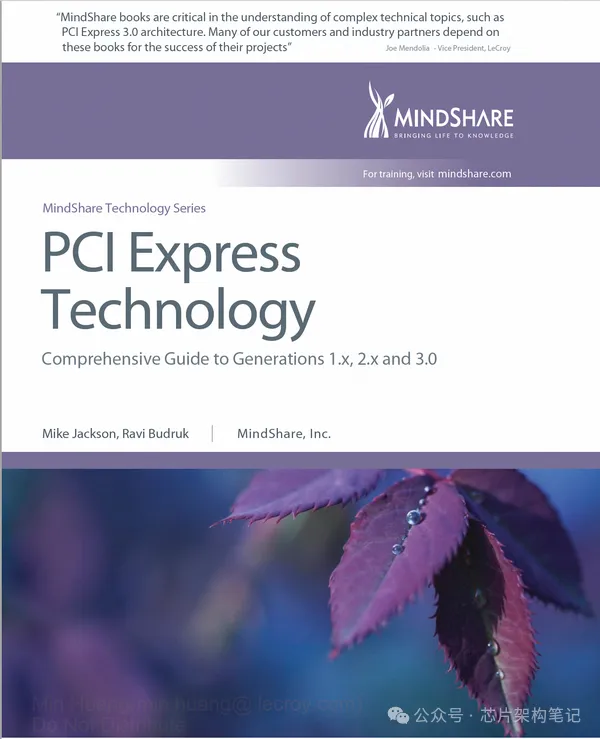 “MindShare books are critical in the understanding of complex technical topics, such as
PCI Express 3.0 architecture. Many of our customers and industry partners depend on
these books for the success of their projects”
Joe Mendolia - Vice President, LeCroy
MINDSHARE
BRINGING LIFE TO KNOWLEDGE
For training, visit mindshare.com
MindShare Technology Series
PCI Express
Technology
Comprehensive Guide to Generations 1.x, 2.x and 3.0
Mike Jackson, Ravi Budruk
MindShare, Inc.
Do Not
公众号 · 芯片架构笔记